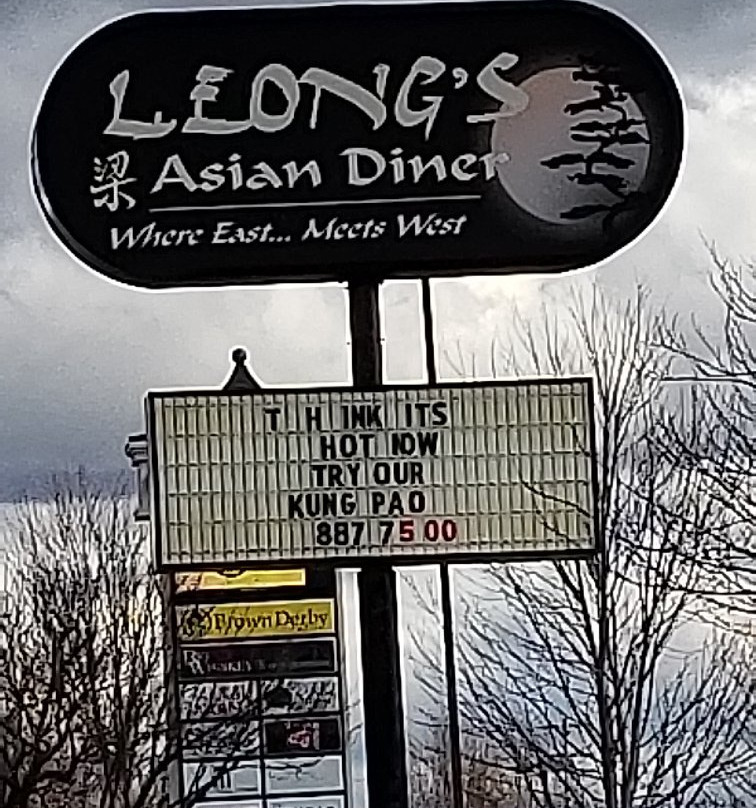 LEONG'S
梁 Asian Diner
Where East... Meets West
T H INK ITS
HOT NOW
TRY OUR
KUNG PAO
887 7500
Brown Derby